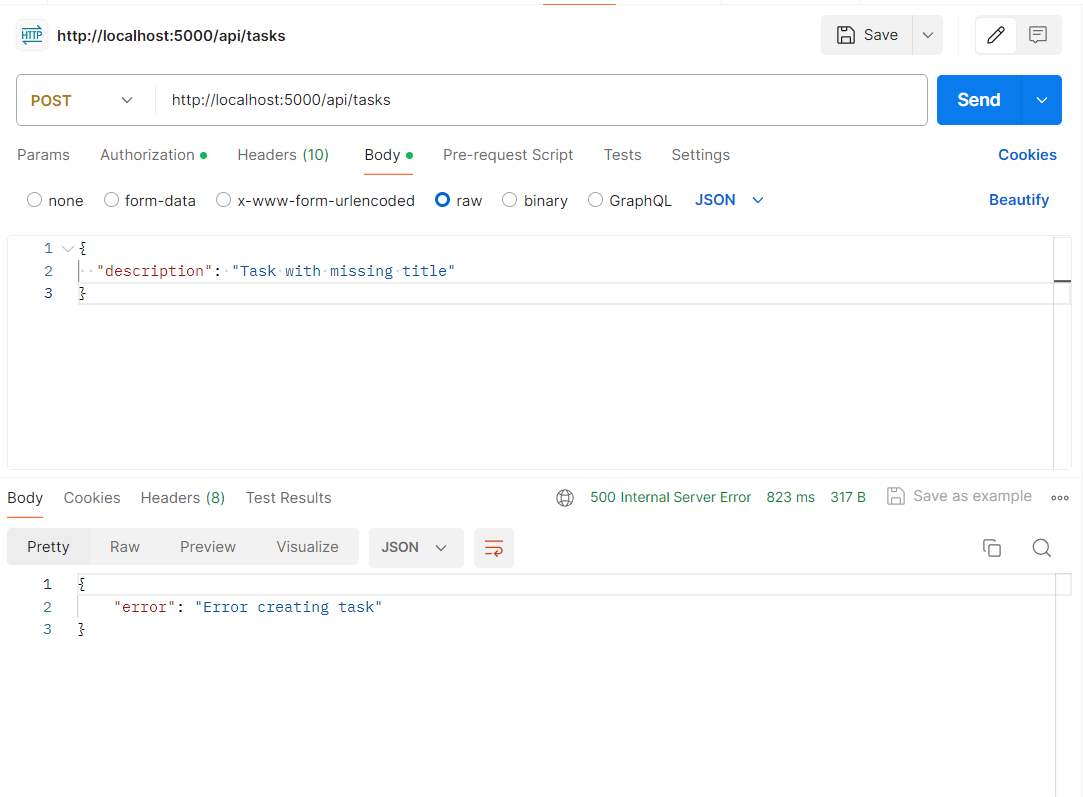 HTTP http://localhost:5000/api/tasks Save
POST http://localhost:5000/api/tasks Send
Params Authorization Headers (10) Body Pre-request Script Tests Settings Cookies
none form-data x-www-form-urlencoded raw binary GraphQL JSON Beautify
1 {
2 "description": "Task with missing title"
3 }
Body Cookies Headers (8) Test Results 500 Internal Server Error 823 ms 317 B Save as example
Pretty Raw Preview Visualize JSON
1 {
2 "error": "Error creating task"
3 }